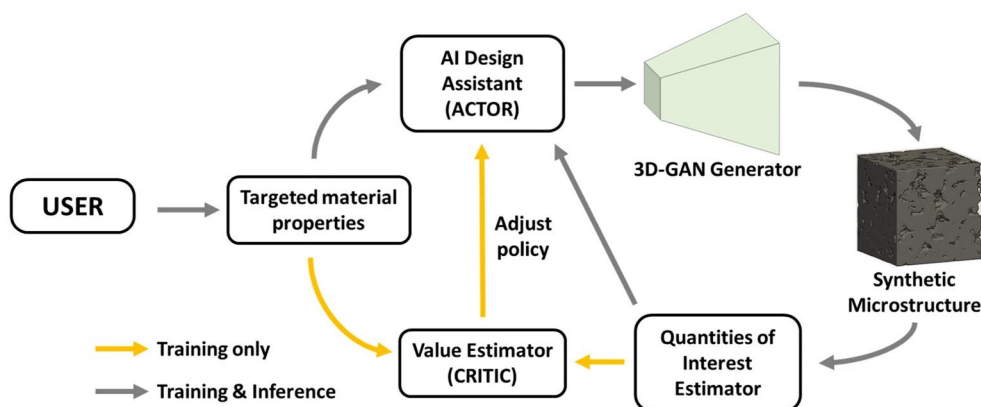 AI Design
Assistant
(ACTOR)
3D-GAN Generator
USER
Targeted material
properties
Adjust
policy
Synthetic
Microstructure
Value Estimator
(CRITIC)
Quantities of
Interest
Estimator
Training only
Training & Inference